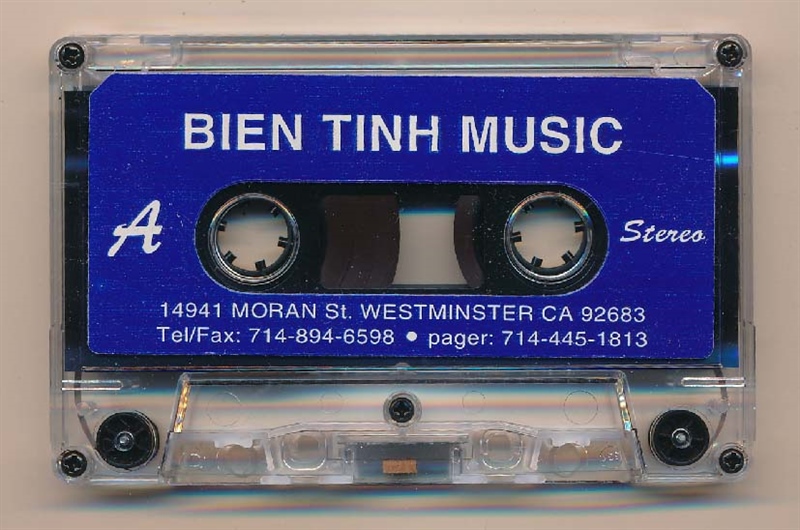 BIEN TINH MUSIC
A
Stereo
14941 MORAN St. WESTMINSTER CA 92683
Tel/Fax: 714-894-6598 • pager: 714-445-1813